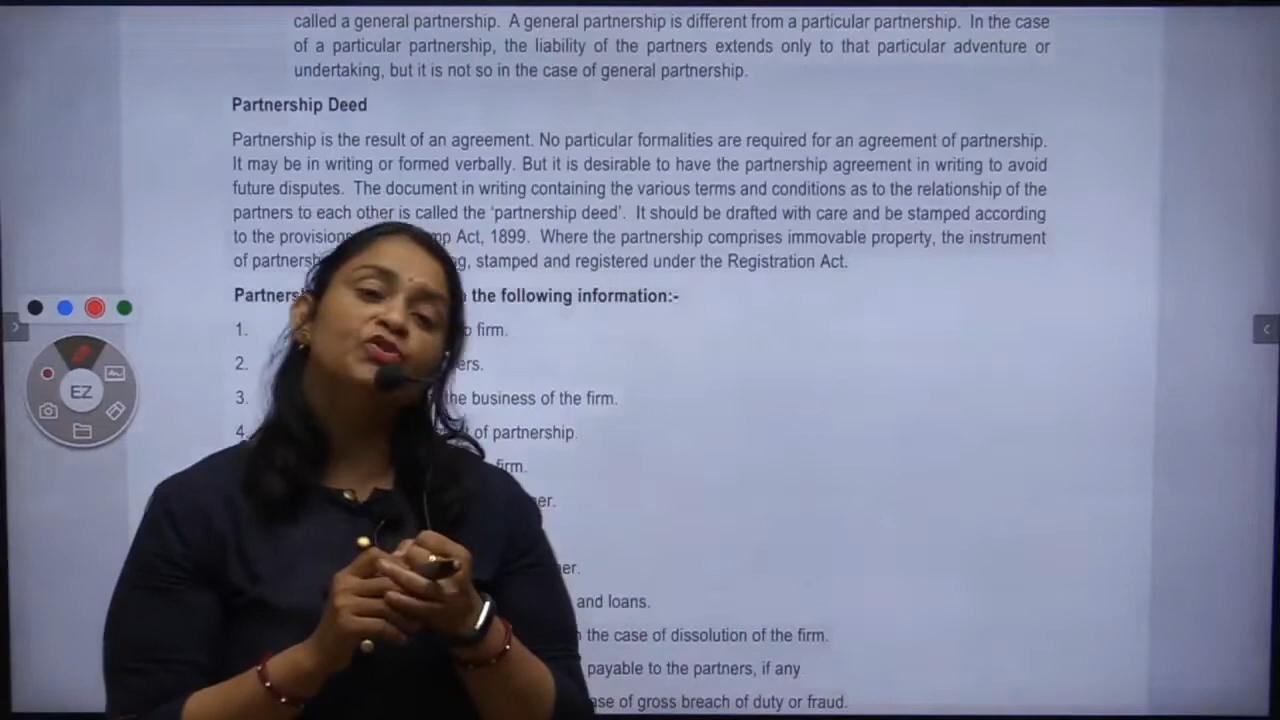 called a general partnership. A general partnership is different from a particular partnership. In the case
of a particular partnership, the liability of the partners extends only to that particular adventure or
undertaking, but it is not so in the case of general partnership.
Partnership Deed
Partnership is the result of an agreement. No particular formalities are required for an agreement of partnership.
It may be in writing or formed verbally. But it is desirable to have the partnership agreement in writing to avoid
future disputes. The document in writing containing the various terms and conditions as to the relationship of the
partners to each other is called the ‘partnership deed’. It should be drafted with care and be stamped according
to the Act, 1899. Where the partnership comprises immovable property, the instrument
of stamped and registered under the Registration Act.
the following information:-
1. firm.
2.
3. the business of the firm.
4. of partnership.
firm.
and loans.
the case of dissolution of the firm.
payable to the partners, if any
of gross breach of duty or fraud.
EZ